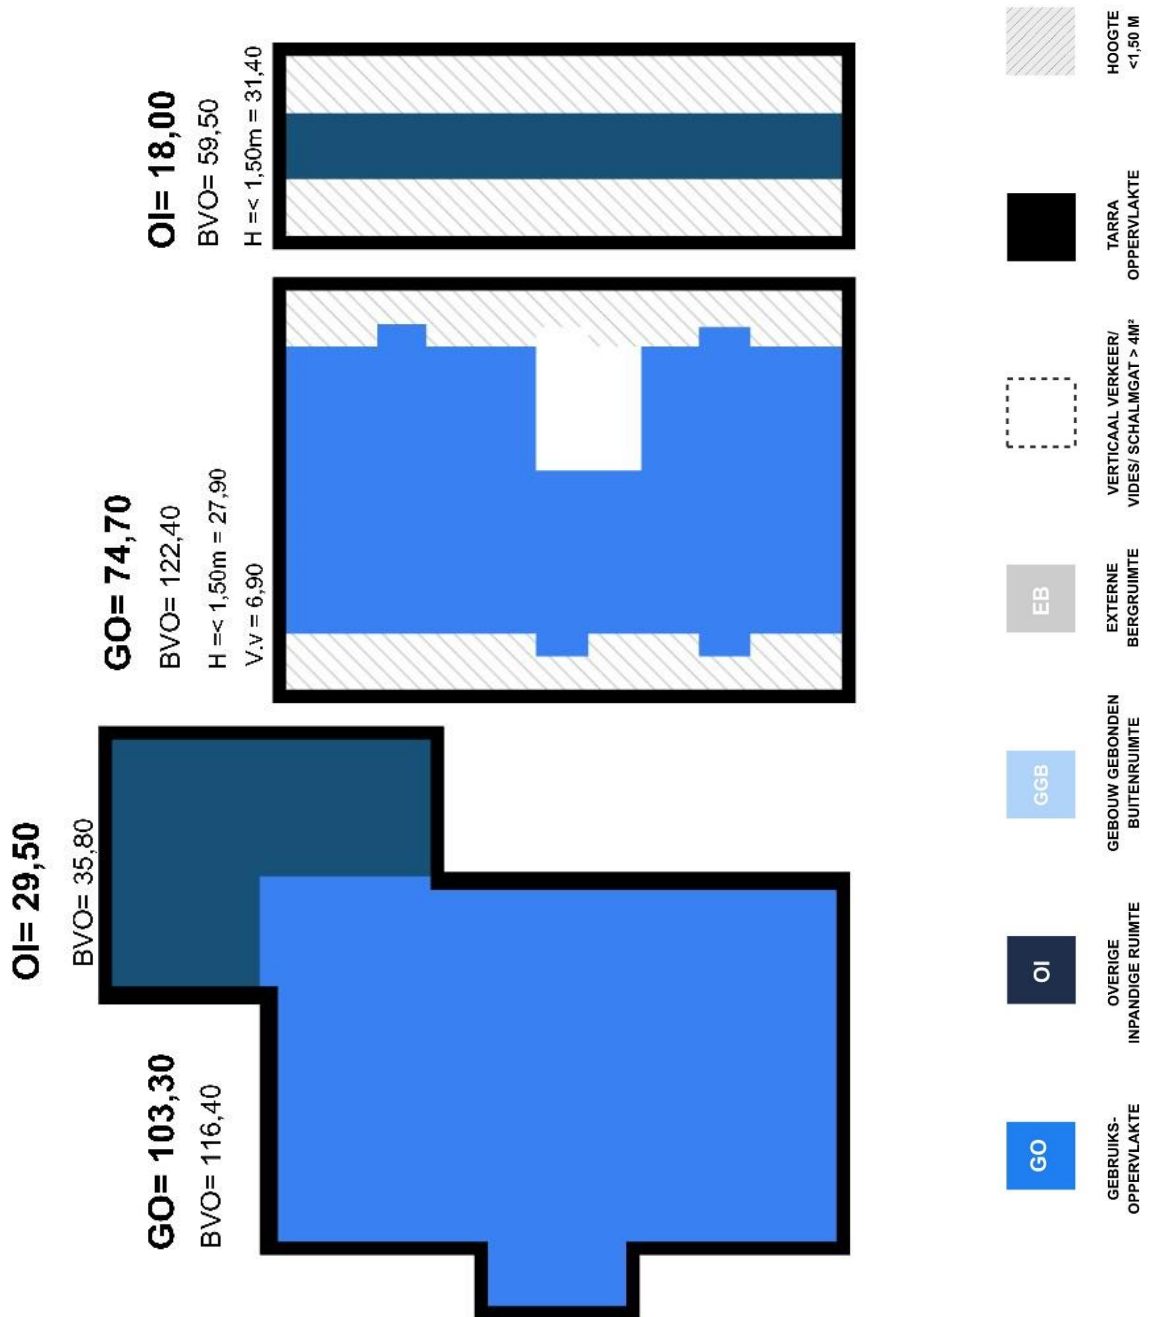 OI= 29,50
BVO= 35,80
GO= 103,30
BVO= 116,40
GO= 74,70
BVO= 122,40
H =< 1,50m = 27,90
V.v = 6,90
OI= 18,00
BVO= 59,50
H =< 1,50m = 31,40
GO
GEBRUIKS-
OPPERVLAKTE
OI
OVERIGE
INPANDIGE RUIMTE
GGB
GEBOUW GEBONDEN
BUITENRUIMTE
EB
EXTERNE
BERGRUIMTE
VERTICAAL VERKEER/
VIDES/ SCHALMGAT > 4M²
TARRA
OPPERVLAKTE
HOOGTE
<1,50 M